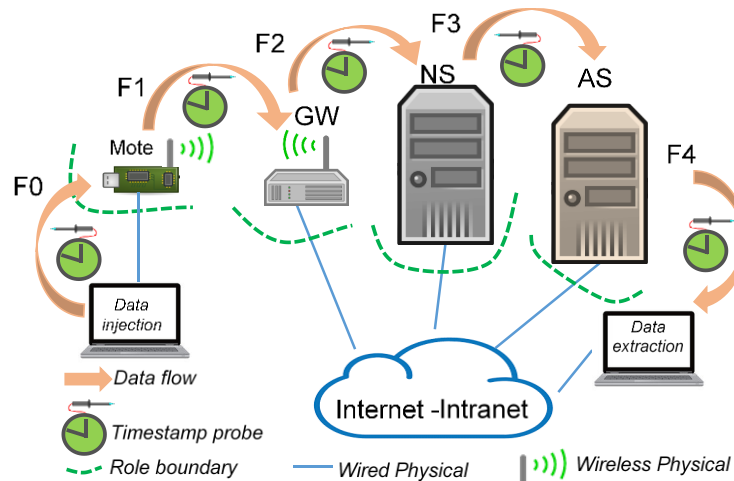 F3
F2
NS
AS
F1
GW
Mote
F4
F0
Data
injection
Data
extraction
Data flow
Internet -Intranet
Timestamp probe
Role boundary
Wired Physical
Wireless Physical